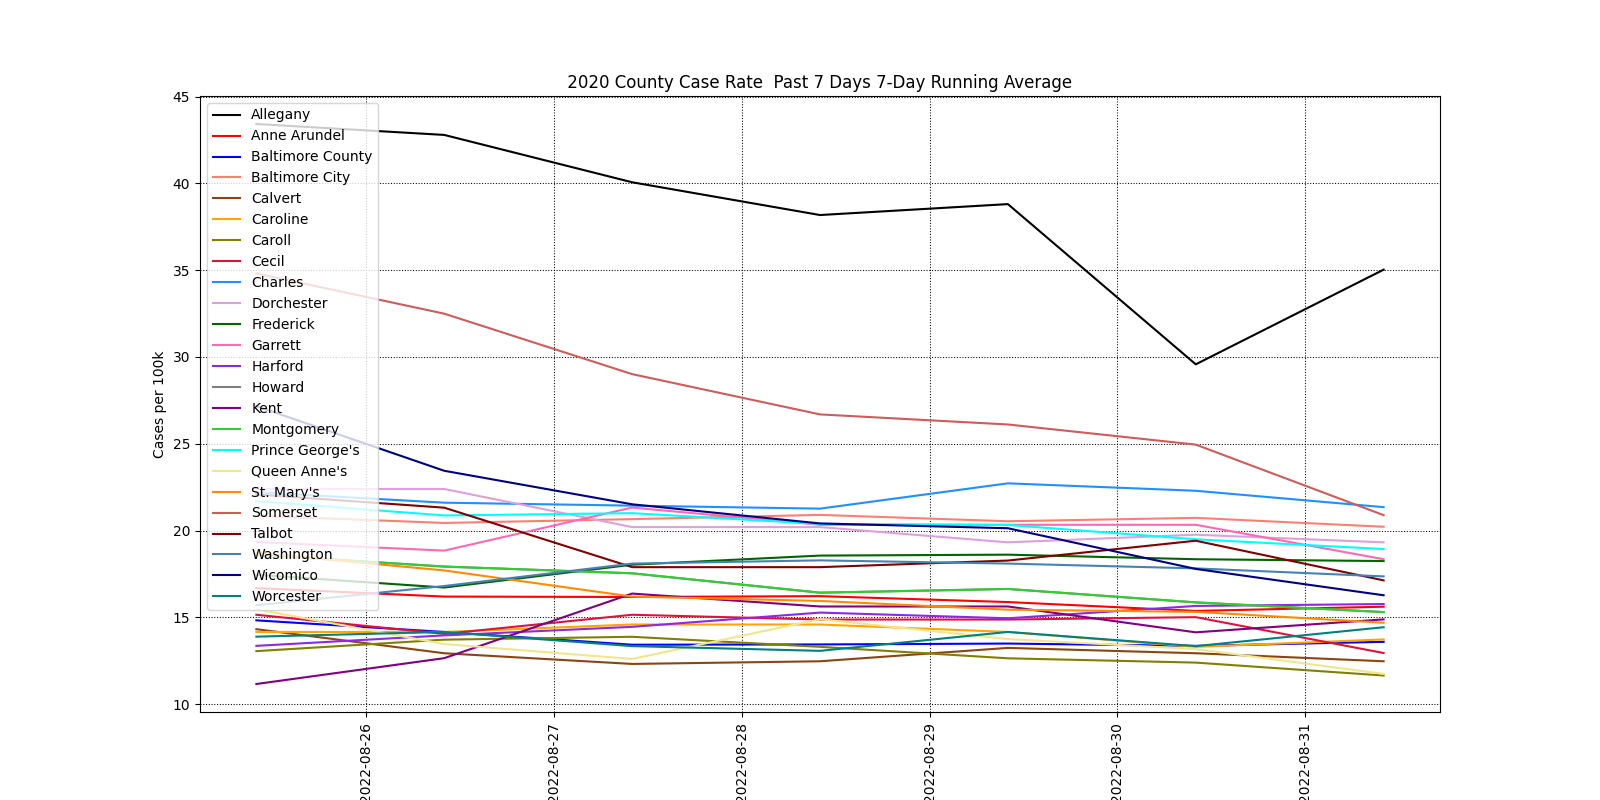 2020 County Case Rate  Past 7 Days 7-Day Running Average
45
40
35
30
25
20
15
10
Cases per 100k
Allegany
Anne Arundel
Baltimore County
Baltimore City
Calvert
Caroline
Caroll
Cecil
Charles
Dorchester
Frederick
Garrett
Harford
Howard
Kent
Montgomery
Prince George's
Queen Anne's
St. Mary's
Somerset
Talbot
Washington
Wicomico
Worcester
2022-08-26
2022-08-27
2022-08-28
2022-08-29
2022-08-30
2022-08-31